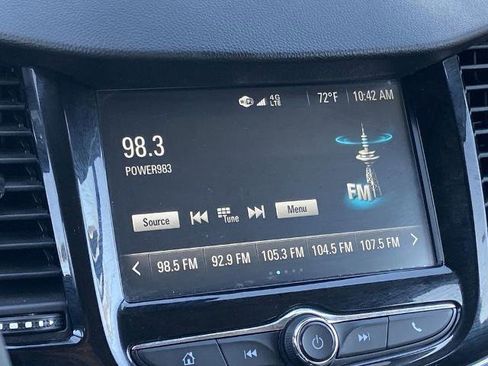 4G LTE 72°F 10:42 AM
98.3
POWER983
FM
Source Tune Menu
98.5 FM 92.9 FM 105.3 FM 104.5 FM 107.5 FM